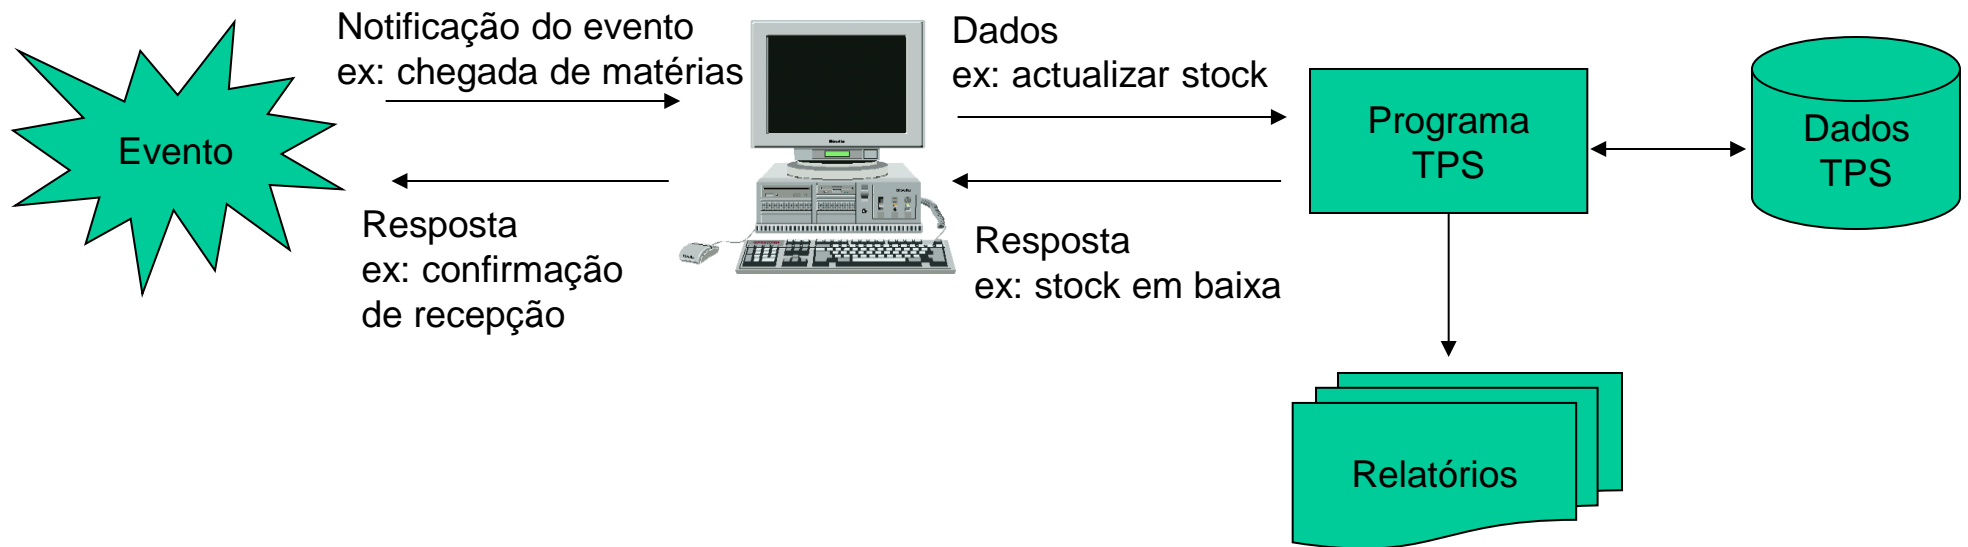 Notificação do evento
ex: chegada de matérias
Dados
ex: actualizar stock
Evento
Programa
TPS
Dados
TPS
Resposta
ex: confirmação
de recepção
Resposta
ex: stock em baixa
Relatórios